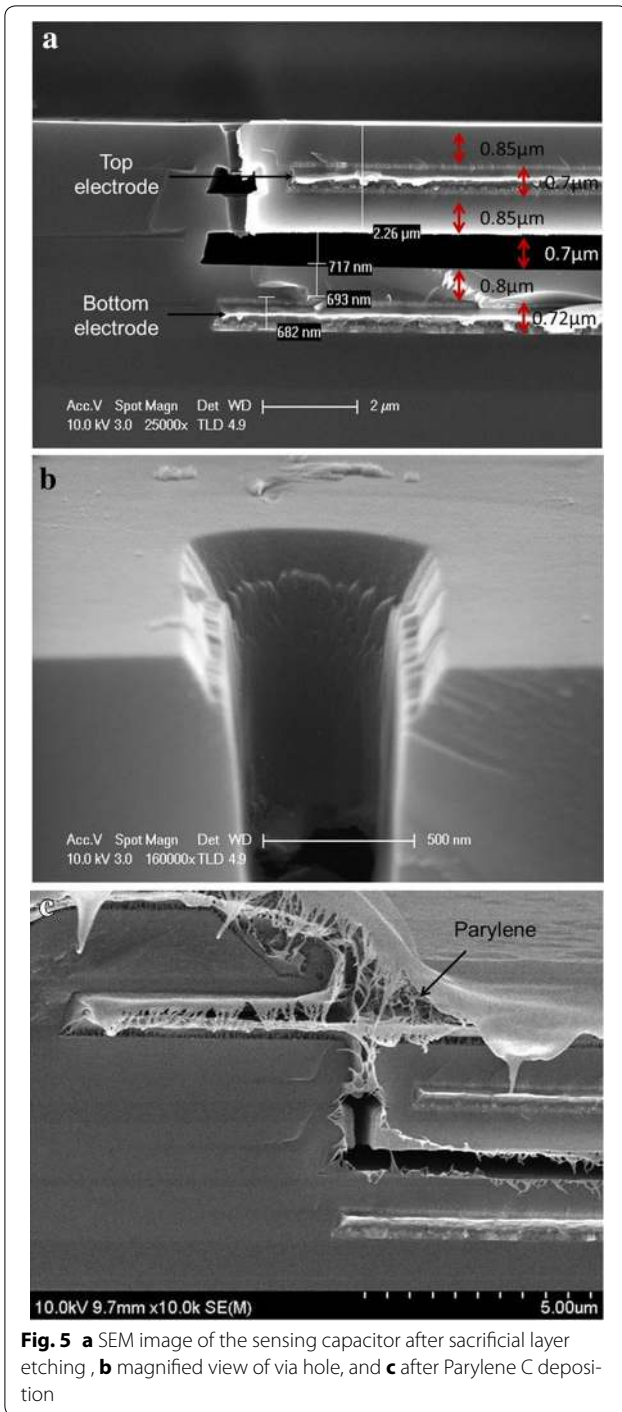 a
Top
electrode
0.85µm
0.7µm
0.85µm
2.26 µm
0.7µm
717 nm
0.8µm
693 nm
Bottom
electrode
0.72µm
682 nm
Acc.V Spot Magn Det WD 2 µm
10.0 kV 3.0 25000x TLD 4.9
b
Acc.V Spot Magn Det WD 500 nm
10.0 kV 3.0 160000x TLD 4.9
c
Parylene
10.0kV 9.7mm x10.0k SE(M) 5.00um
Fig. 5 a SEM image of the sensing capacitor after sacrificial layer
etching , b magnified view of via hole, and c after Parylene C deposi-
tion